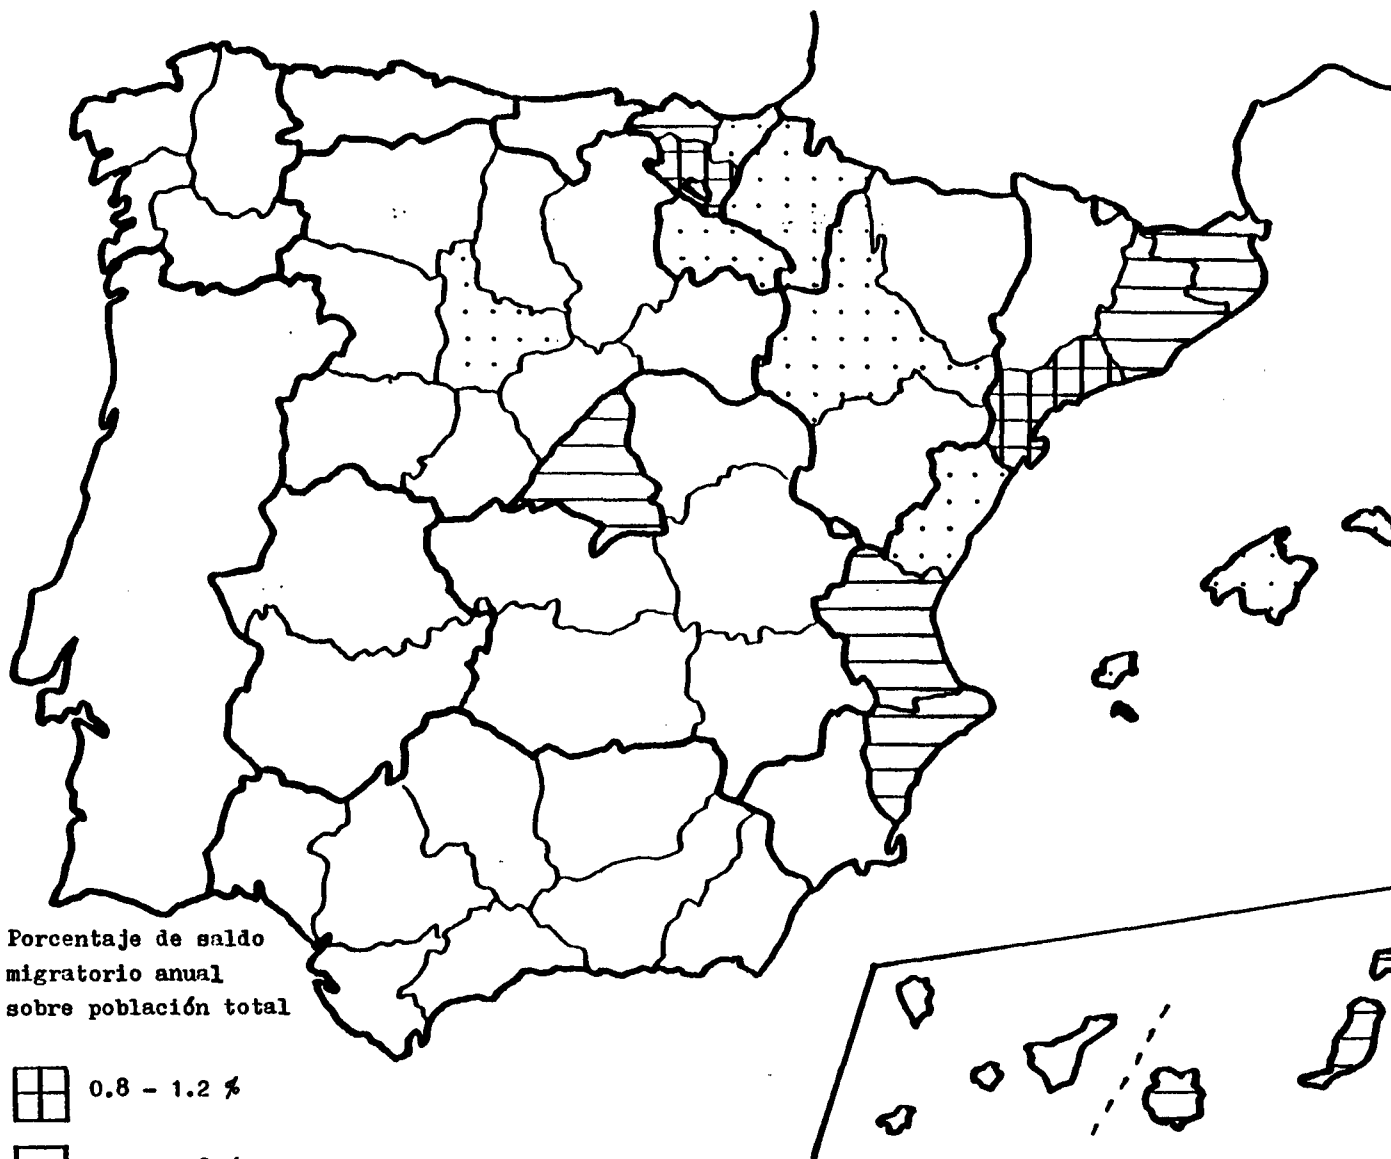 Porcentaje de saldo
migratorio anual
sobre población total
0.8 - 1.2 %